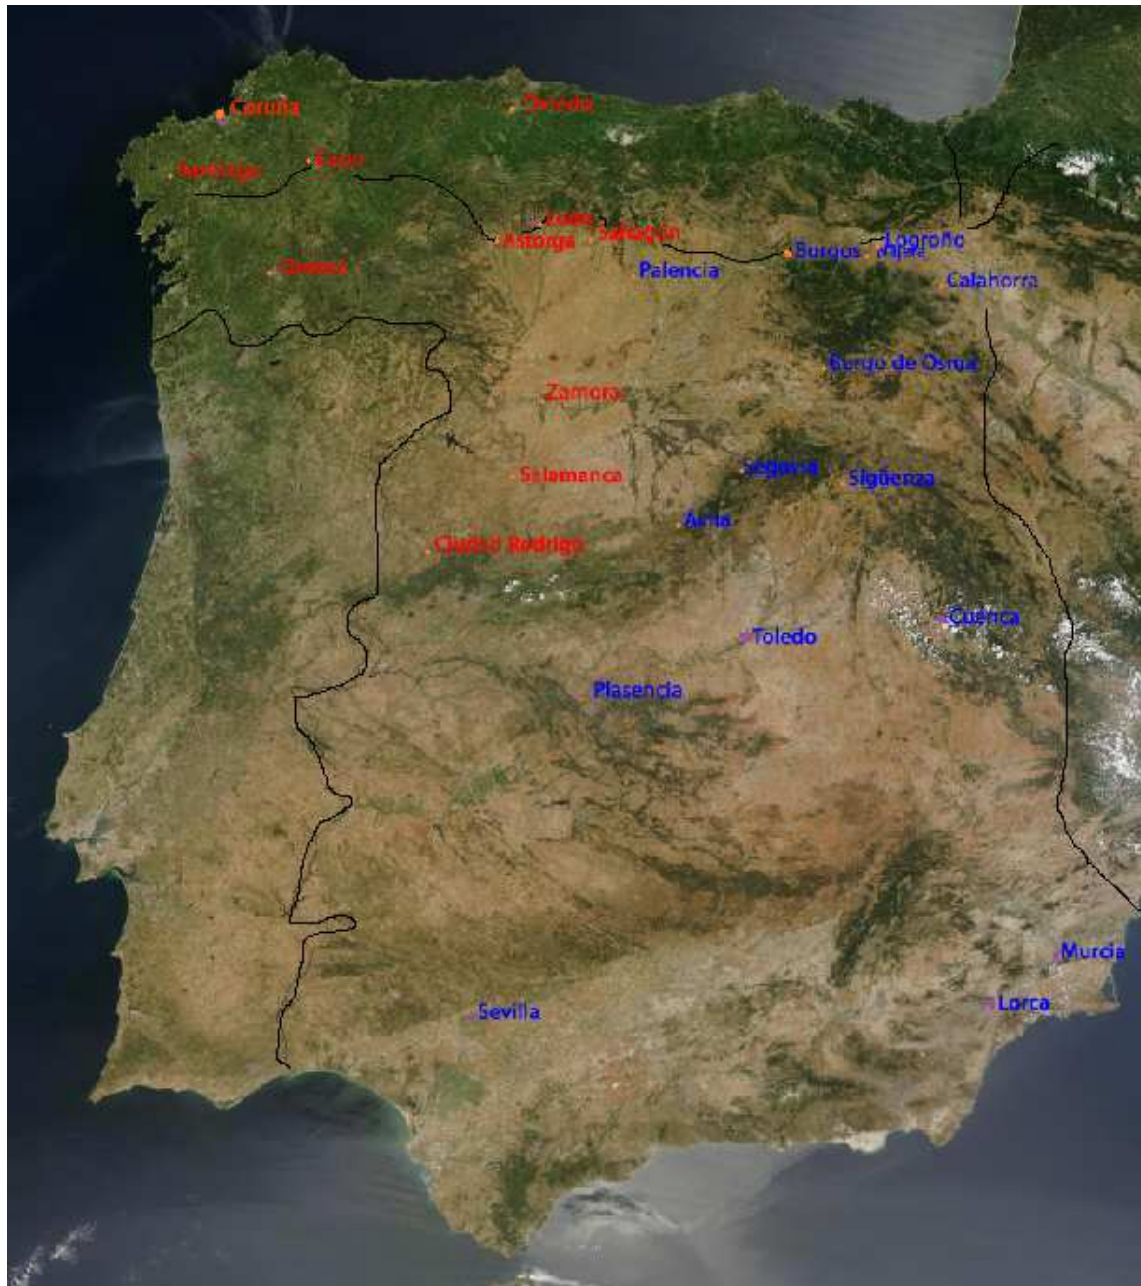 Coruña
Oviedo
Santiago
Lugo
León
Astorga
Sahagún
Burgos
Logroño
Nájera
Orense
Palencia
Calahorra
Burgo de Osma
Zamora
Segovia
Salamanca
Sigüenza
Avila
Ciudad Rodrigo
Cuenca
Toledo
Plasencia
Murcia
Lorca
Sevilla